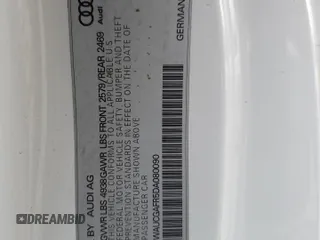 BY AUDI AG
GERMANY
Audi
GVWR LBS 4938 GAWR LBS FRONT 2579/REAR 2469
THIS VEHICLE CONFORMS TO ALL APPLICABLE U.S.
FEDERAL MOTOR VEHICLE SAFETY, BUMPER AND THEFT
PREVENTION STANDARDS IN EFFECT ON THE DATE OF
MANUFACTURE SHOWN ABOVE
PASSENGER CAR
WAUCGAFR5DA080090
DREAMBID